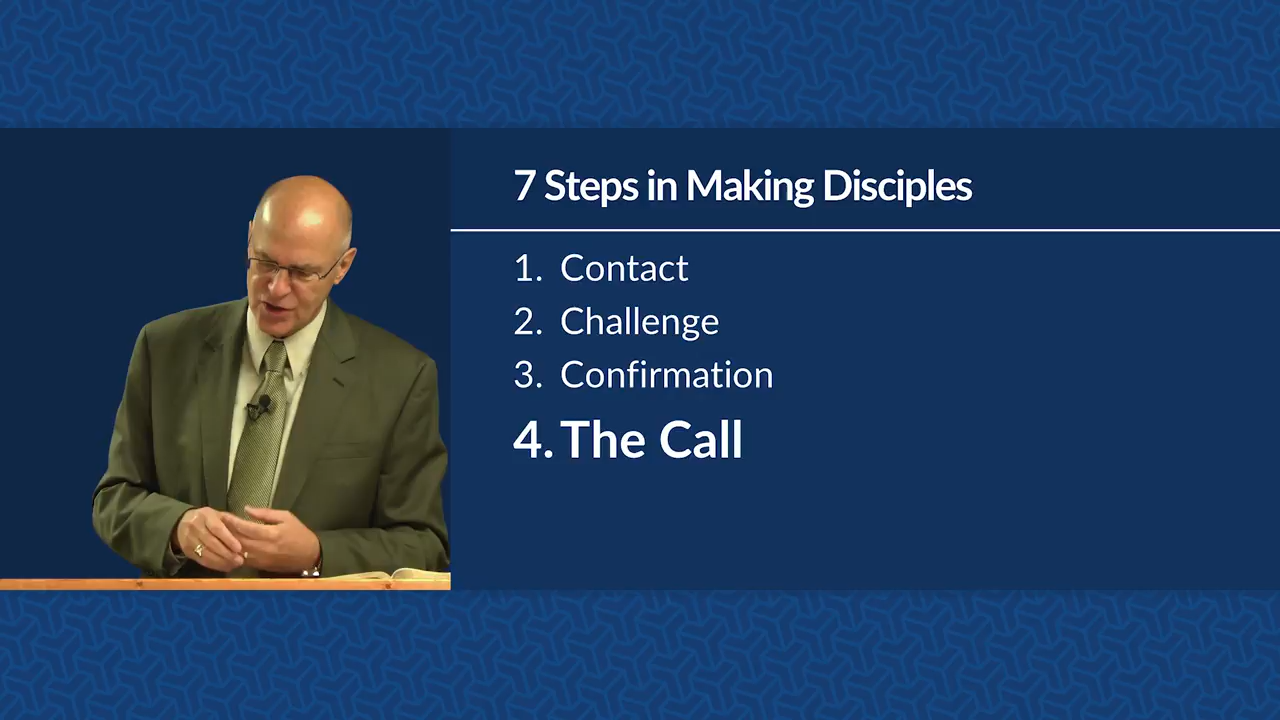 7 Steps in Making Disciples
1. Contact
2. Challenge
3. Confirmation
4. The Call